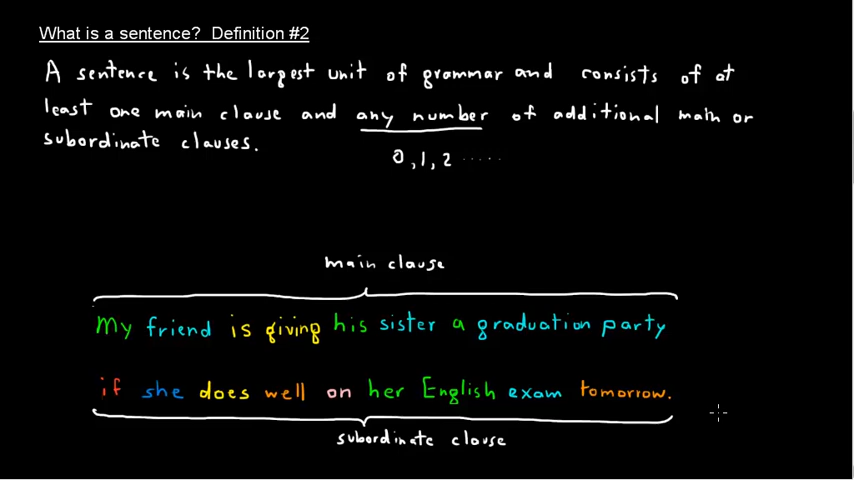 What is a sentence? Definition #2
A sentence is the largest unit of grammar and consists of at
least one main clause and any number of additional main or
subordinate clauses.
0, 1, 2 .....
main clause
My friend is giving his sister a graduation party
if she does well on her English exam tomorrow.
subordinate clause